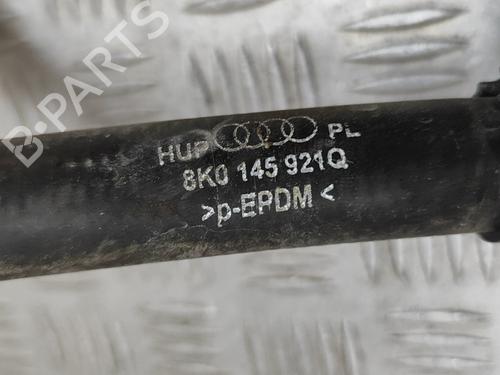 B-PARTS
HUP PL
8K0 145 921Q
>p-EPDM<